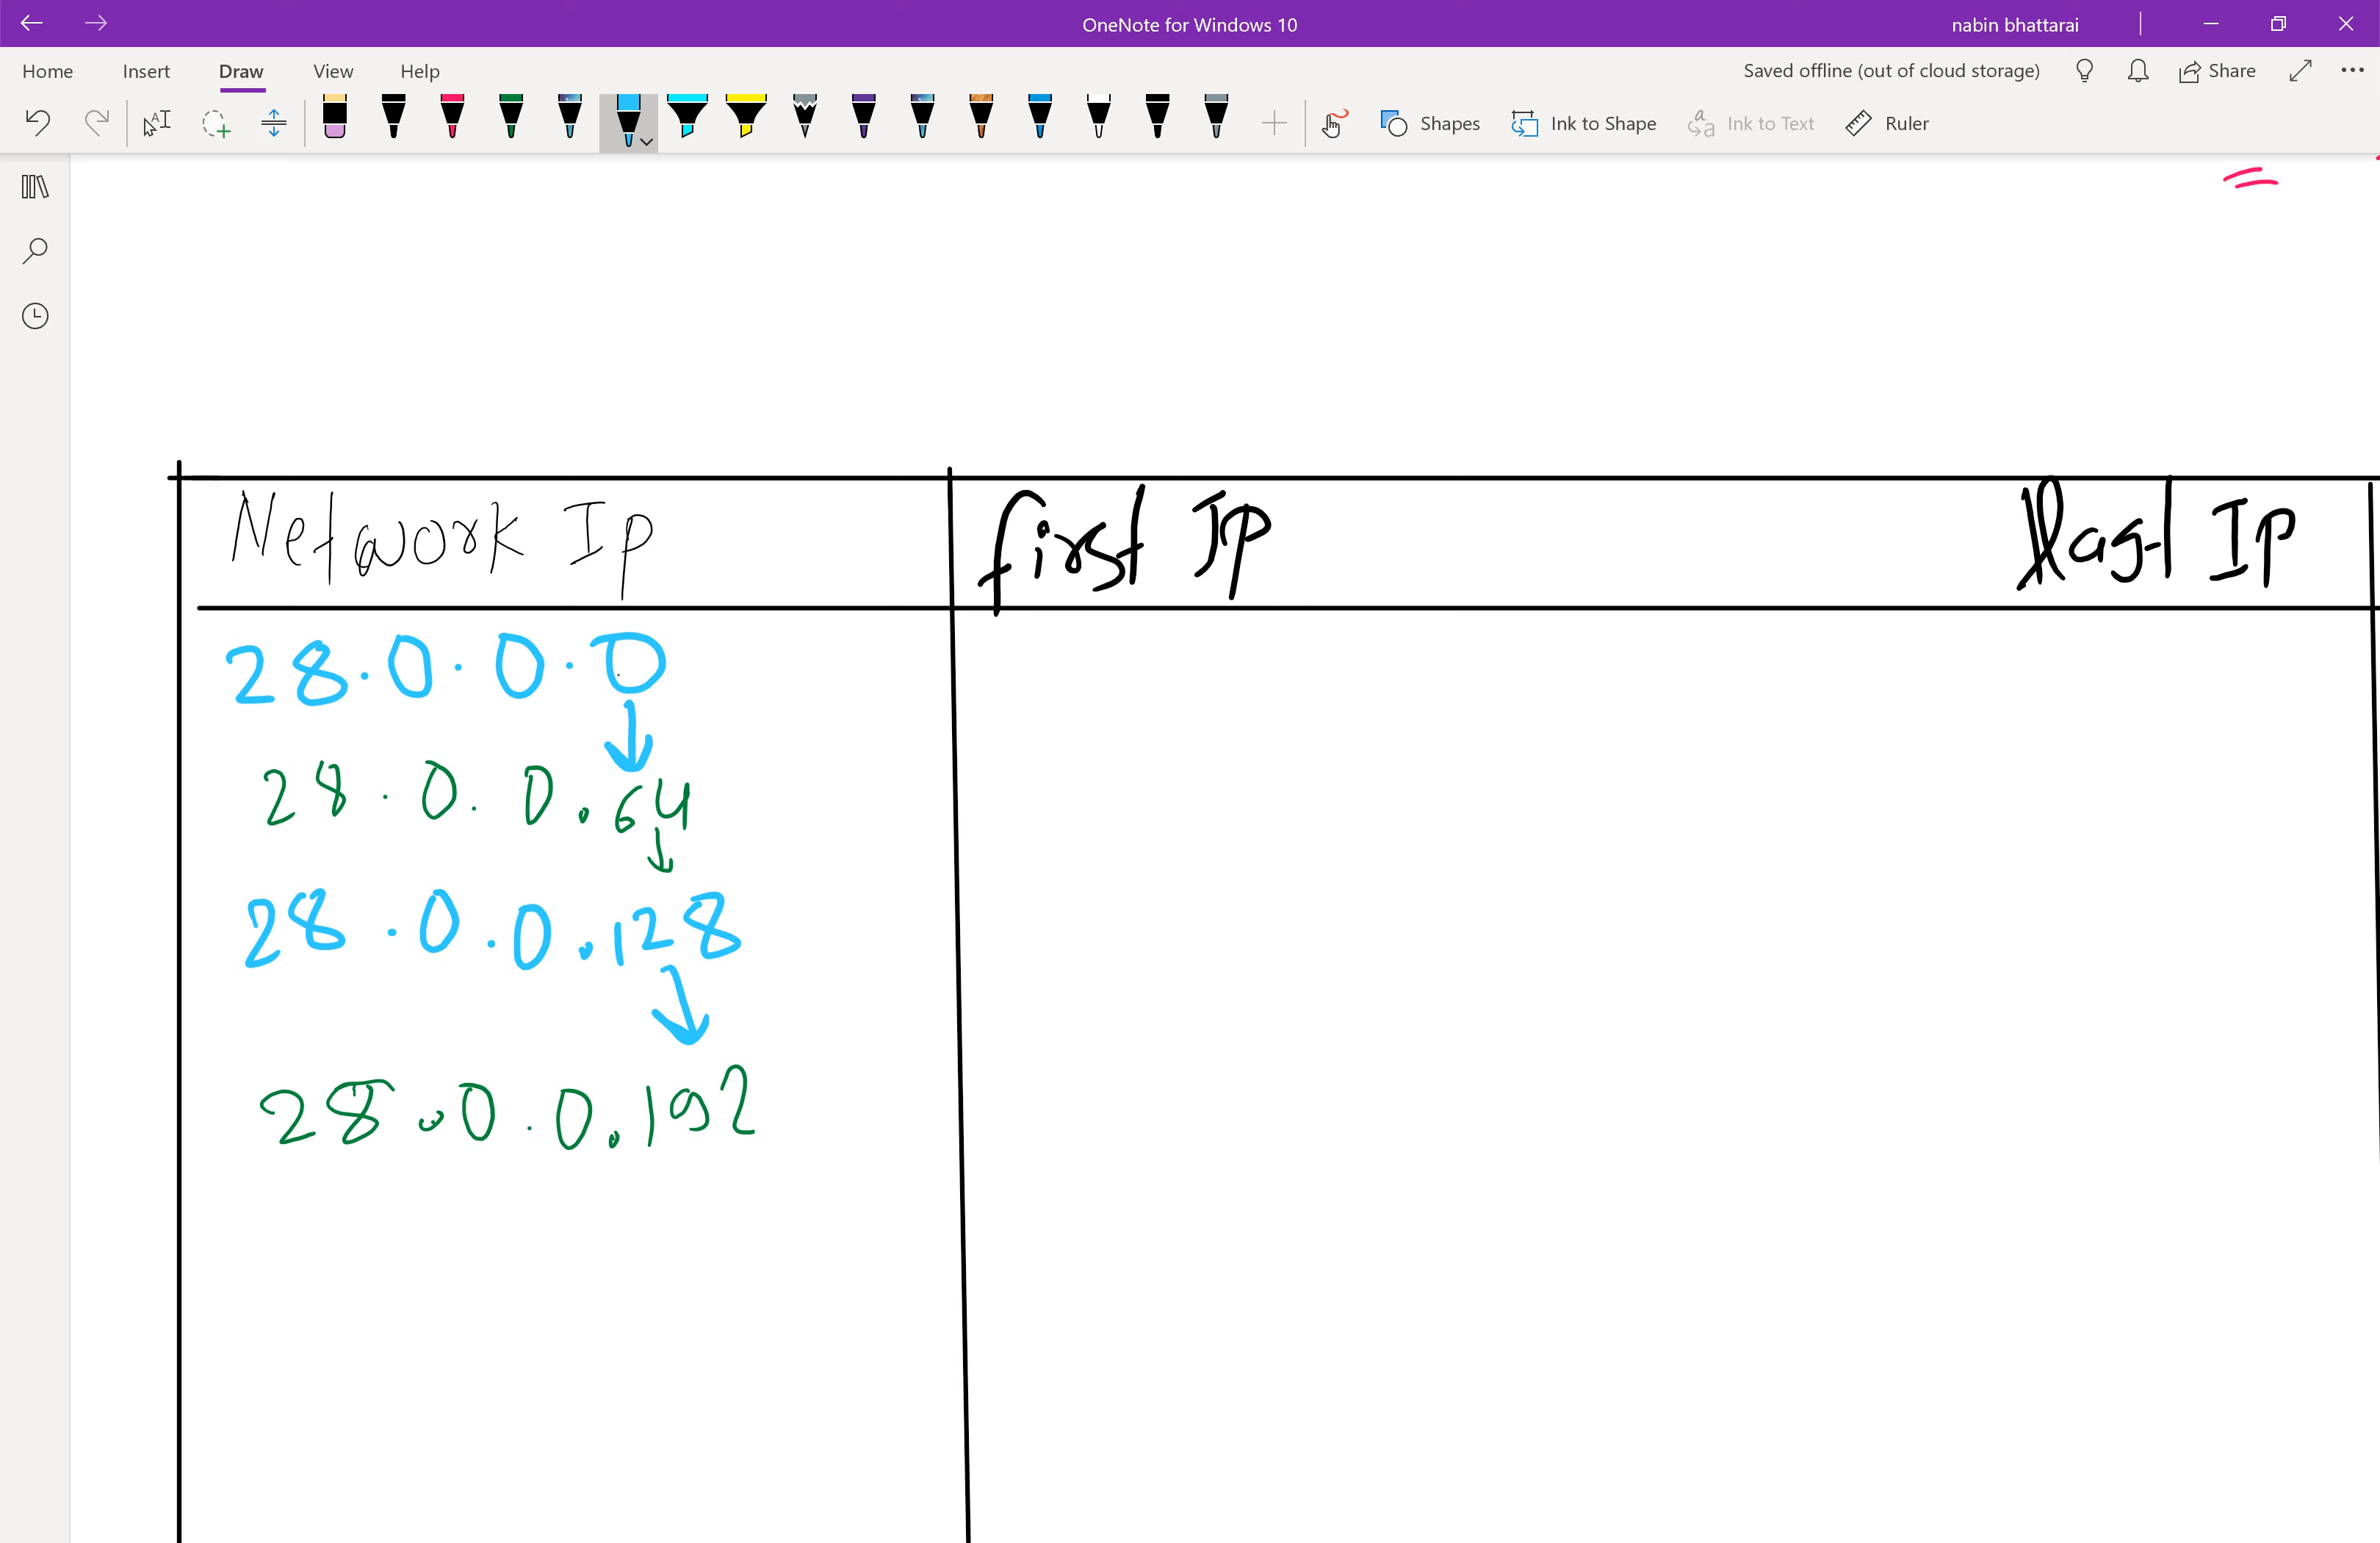 OneNote for Windows 10
nabin bhattarai
Home Insert Draw View Help
Saved offline (out of cloud storage) Share
Shapes Ink to Shape Ink to Text Ruler
Network Ip first IP last IP
28.0.0.0
28.0.0.64
28.0.0.128
28.0.0.192